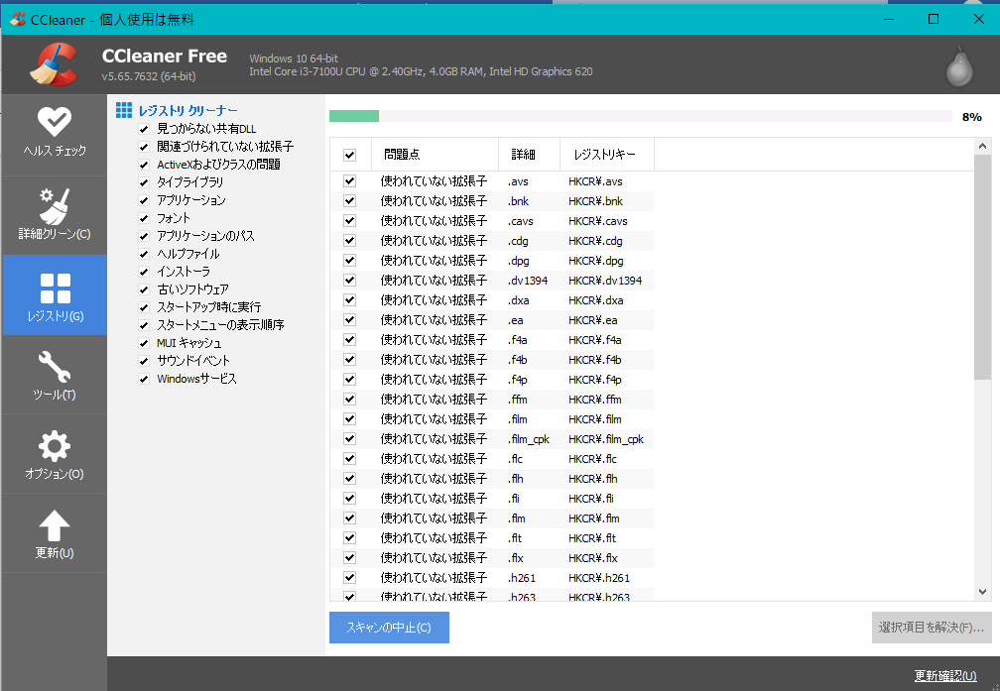 CCleaner - 個人使用は無料
CCleaner Free
v5.65.7632 (64-bit)
Windows 10 64-bit
Intel Core i3-7100U CPU @ 2.40GHz, 4.0GB RAM, Intel HD Graphics 620
ヘルス チェック
詳細クリーン(C)
レジストリ(G)
ツール(T)
オプション(O)
更新(U)
レジストリ クリーナー
見つからない共有DLL
関連づけられていない拡張子
ActiveXおよびクラスの問題
タイプライブラリ
アプリケーション
フォント
アプリケーションのパス
ヘルプファイル
インストーラ
古いソフトウェア
スタートアップ時に実行
スタートメニューの表示順序
MUI キャッシュ
サウンドイベント
Windowsサービス
8%
問題点 詳細 レジストリキー
使われていない拡張子 .avs HKCR¥.avs
使われていない拡張子 .bnk HKCR¥.bnk
使われていない拡張子 .cavs HKCR¥.cavs
使われていない拡張子 .cdg HKCR¥.cdg
使われていない拡張子 .dpg HKCR¥.dpg
使われていない拡張子 .dv1394 HKCR¥.dv1394
使われていない拡張子 .dxa HKCR¥.dxa
使われていない拡張子 .ea HKCR¥.ea
使われていない拡張子 .f4a HKCR¥.f4a
使われていない拡張子 .f4b HKCR¥.f4b
使われていない拡張子 .f4p HKCR¥.f4p
使われていない拡張子 .ffm HKCR¥.ffm
使われていない拡張子 .film HKCR¥.film
使われていない拡張子 .film_cpk HKCR¥.film_cpk
使われていない拡張子 .flc HKCR¥.flc
使われていない拡張子 .flh HKCR¥.flh
使われていない拡張子 .fli HKCR¥.fli
使われていない拡張子 .flm HKCR¥.flm
使われていない拡張子 .flt HKCR¥.flt
使われていない拡張子 .flx HKCR¥.flx
使われていない拡張子 .h261 HKCR¥.h261
使われていない拡張子 .h263 HKCR¥.h263
スキャンの中止(C)
選択項目を解決(F)...
更新確認(U)